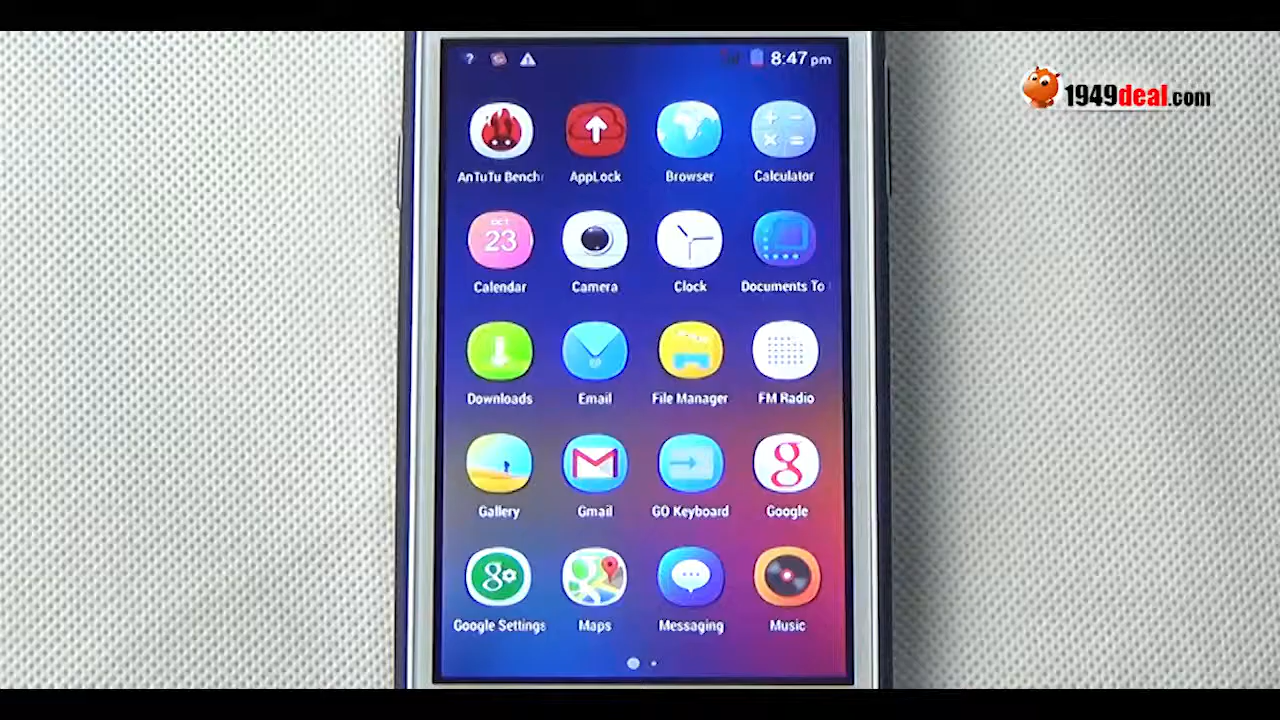 8:47 pm
1949deal.com
AnTuTu Bench
AppLock
Browser
Calculator
OCT
23
Calendar
Camera
Clock
Documents To
Downloads
Email
File Manager
FM Radio
Gallery
Gmail
GO Keyboard
Google
Google Settings
Maps
Messaging
Music